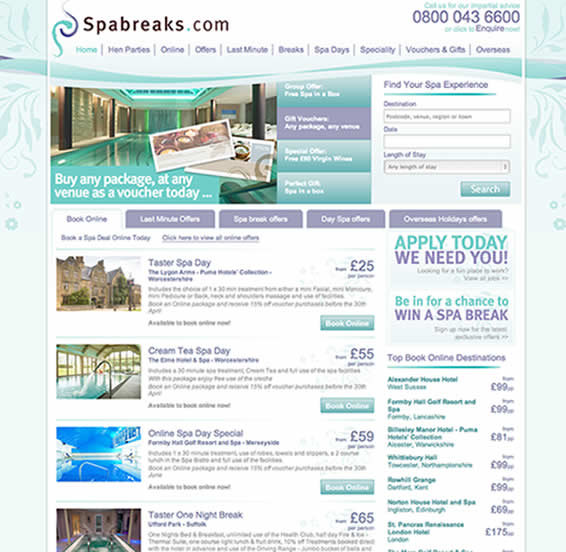 Spabreaks.com
Call us for our impartial advice
0800 043 6600
or click to Enquire now!
Home | Hen Parties | Online | Offers | Last Minute | Breaks | Spa Days | Speciality | Vouchers & Gifts | Overseas
Buy any package, at any
venue as a voucher today ...
Group Offer:
Free Spa in a Box
Gift Vouchers:
Any package, any venue
Special Offer:
Free £60 Virgin Wines
Perfect Gift:
Spa in a box
Find Your Spa Experience
Destination
Postcode, venue, region or town
Date
Length of Stay
Any length of stay
Search
Book Online
Last Minute Offers
Spa break offers
Day Spa offers
Overseas Holidays offers
Book a Spa Deal Online Today
Click here to view all online offers
Taster Spa Day
The Lygon Arms - Puma Hotels' Collection -
Worcestershire
from £25
per person
Includes the choice of 1 x 30 min treatment from either a mini Facial, mini Manicure,
mini Pedicure or Back, neck and shoulders massage and use of facilities.
Book an Online package and receive 15% off voucher purchases before the 30th
April!
Available to book online now!
Book Online
Cream Tea Spa Day
The Elms Hotel & Spa - Worcestershire
from £55
per person
Includes a 30 minute spa treatment, Cream Tea and full use of the spa facilities
With this package enjoy free use of the creche
Book an Online package and receive 15% off voucher purchases before the 30th
April!
Available to book online now!
Book Online
Online Spa Day Special
Formby Hall Golf Resort and Spa - Merseyside
from £59
per person
Includes 1 x 30 minute treatment, use of robes, towels and slippers, a 2 course
lunch in the Spa Bistro and full use of the facilities.
Book an Online package and receive 15% off voucher purchases before the 30th
April!
Available to book online now!
Book Online
Taster One Night Break
Ufford Park - Suffolk
from £65
per person
One Nights Bed & Breakfast, unlimited use of the Health Club, half day Fire & Ice -
Thermal Suite, one course light lunch & fruit drink, 10% off Treatments booked direct
with the hotel in advance and use of the Driving Range - Jumbo bucket of balls and
APPLY TODAY
WE NEED YOU!
Looking for a fun place to work?
View all jobs >>
Be in for a chance to
WIN A SPA BREAK
Sign up now for the latest
exclusive offers >>
Top Book Online Destinations
Alexander House Hotel
West Sussex
from
£99pp
Formby Hall Golf Resort and
Spa
Formby, Lancashire
from
£99pp
Billesley Manor Hotel - Puma
Hotels' Collection
Alcester, Warwickshire
from
£81pp
Whittlebury Hall
Towcester, Northamptonshire
from
£99pp
Rowhill Grange
Dartford, Kent
from
£99pp
Norton House Hotel and Spa
Ingliston, Edinburgh
from
£69pp
St. Pancras Renaissance
London Hotel
London
from
£175pp
from